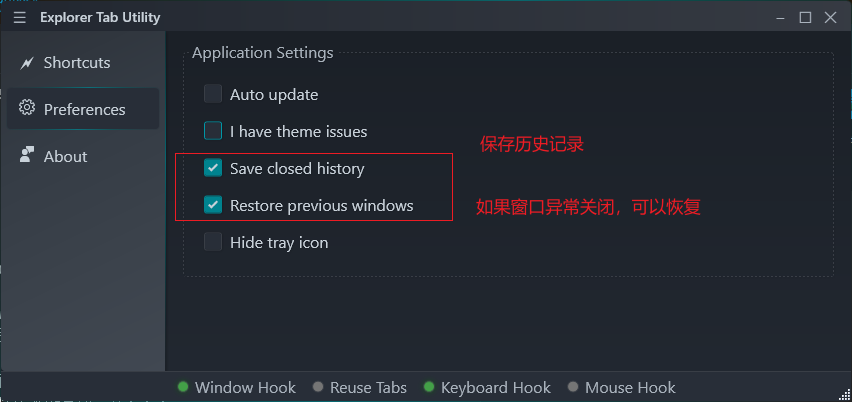 Explorer Tab Utility
Shortcuts
Preferences
About
Application Settings
Auto update
I have theme issues
Save closed history
Restore previous windows
Hide tray icon
保存历史记录
如果窗口异常关闭，可以恢复
Window Hook
Reuse Tabs
Keyboard Hook
Mouse Hook